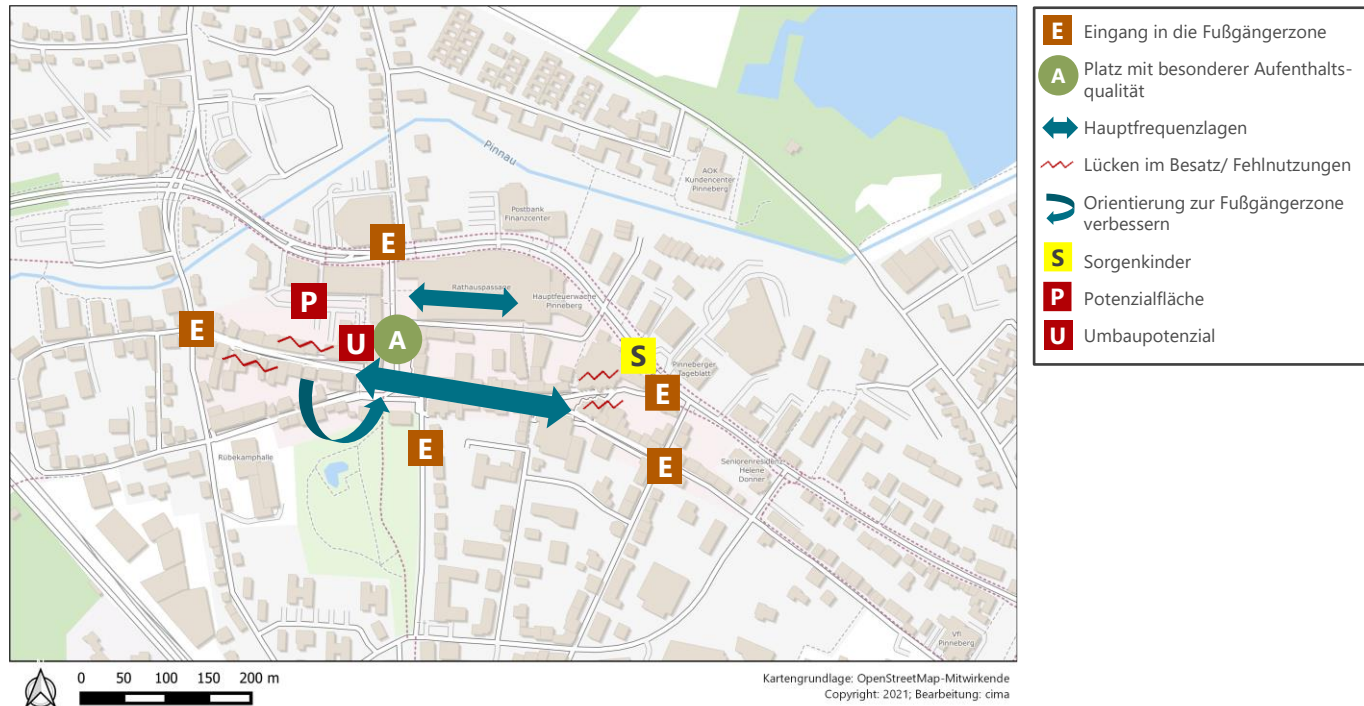 Pinnau
AOK
Kundencenter
Pinneberg
Postbank
Finanzcenter
E
Rathauspassage
Hauptfeuerwache
Pinneberg
P
E
U
A
S
Pinneberger
Tageblatt
E
E
E
Rübekamphalle
Seniorenresidenz
Helene
Donner
Vfl
Pinneberg
0 50 100 150 200 m
Kartengrundlage: OpenStreetMap-Mitwirkende
Copyright: 2021; Bearbeitung: cima
E Eingang in die Fußgängerzone
A Platz mit besonderer Aufenthalts-
qualität
Hauptfrequenzlagen
Lücken im Besatz/ Fehlnutzungen
Orientierung zur Fußgängerzone
verbessern
S Sorgenkinder
P Potenzialfläche
U Umbaupotenzial